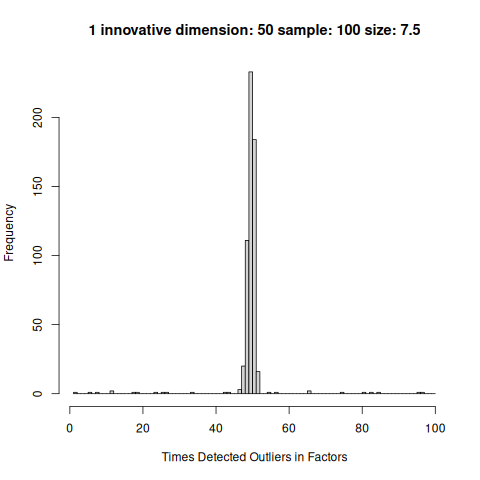 1 innovative dimension: 50 sample: 100 size: 7.5
Frequency
200
150
100
50
0
0 20 40 60 80 100
Times Detected Outliers in Factors